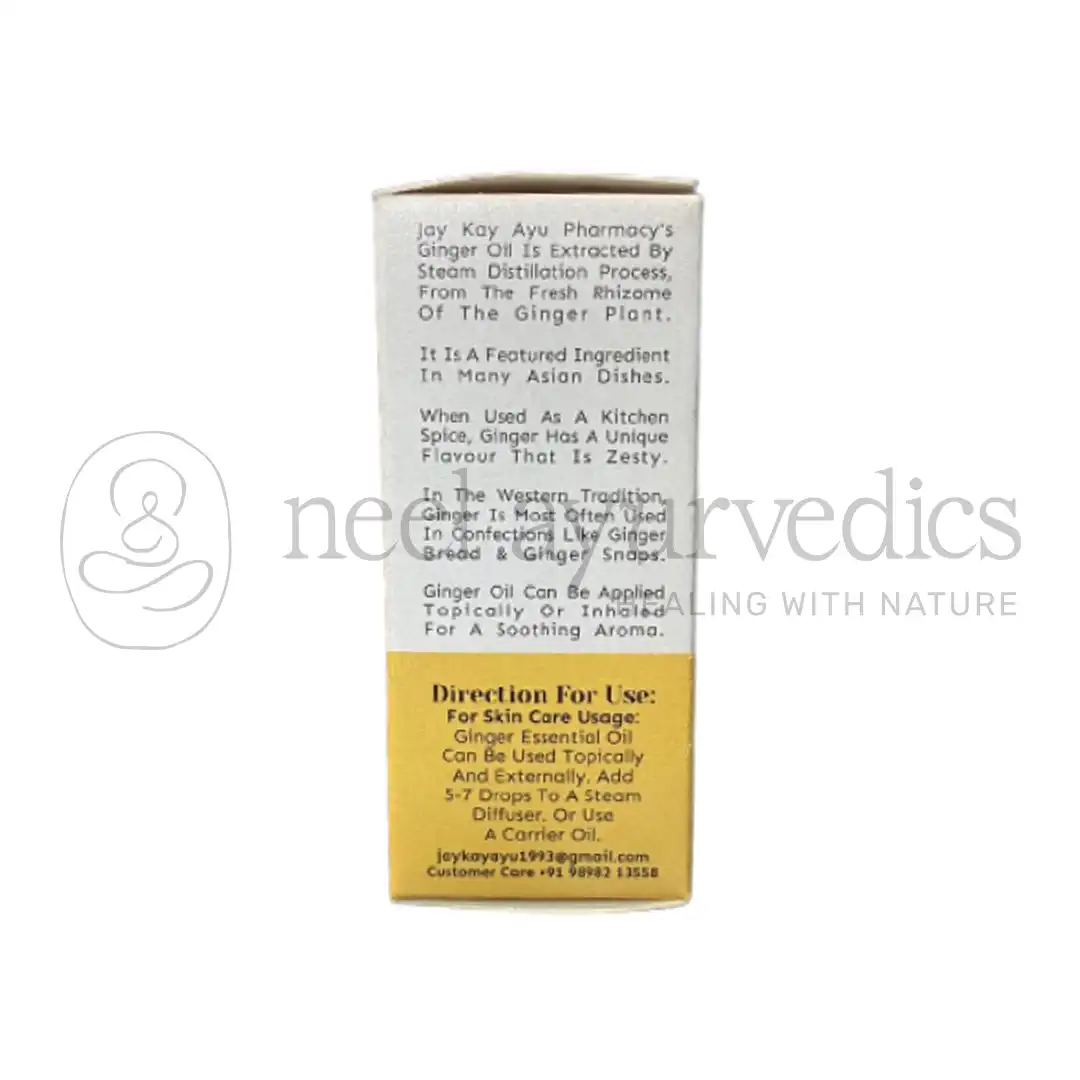 Jay Kay Ayu Pharmacy's
Ginger Oil Is Extracted By
Steam Distillation Process,
From The Fresh Rhizome
Of The Ginger Plant.
It Is A Featured Ingredient
In Many Asian Dishes.
When Used As A Kitchen
Spice, Ginger Has A Unique
Flavour That Is Zesty.
In The Western Tradition,
Ginger Is Most Often Used
In Confections Like Ginger
Bread & Ginger Snaps.
Ginger Oil Can Be Applied
Topically Or Inhaled
For A Soothing Aroma.
neel ayurvedics
HEALING WITH NATURE
Direction For Use:
For Skin Care Usage:
Ginger Essential Oil
Can Be Used Topically
And Externally, Add
5-7 Drops To A Steam
Diffuser. Or Use
A Carrier Oil.
jaykayayu1993@gmail.com
Customer Care +91 98982 13558